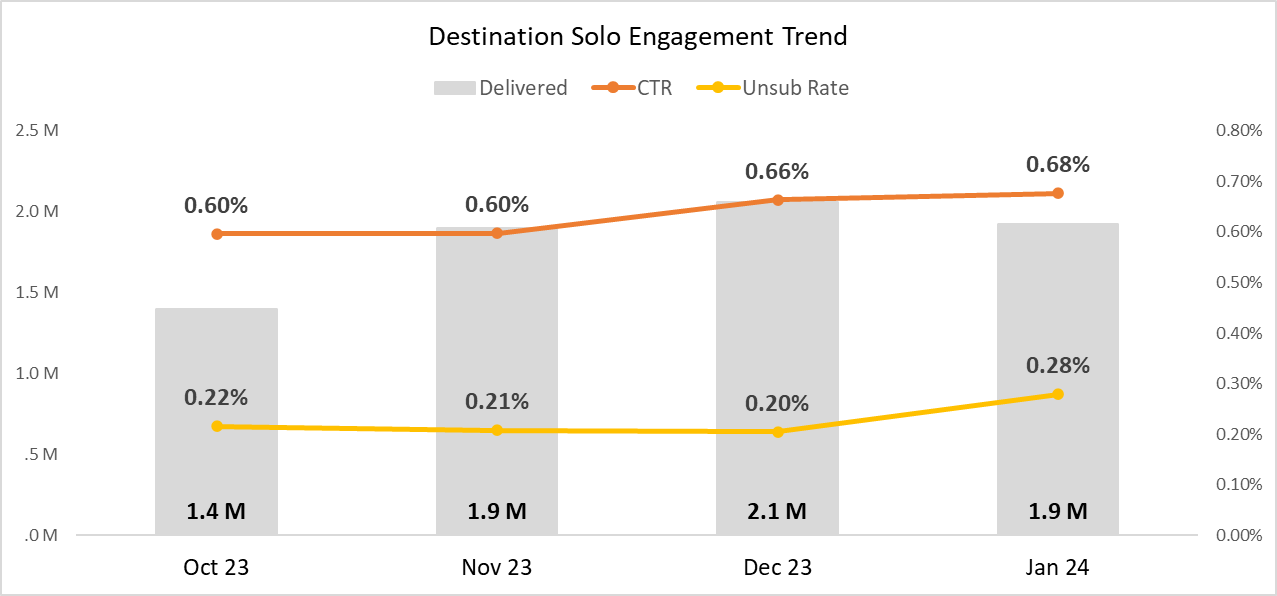 Destination Solo Engagement Trend
Delivered CTR Unsub Rate
2.5 M 0.80%
0.66% 0.68%
0.70%
2.0 M 0.60% 0.60%
0.60%
1.5 M 0.50%
0.40%
1.0 M 0.28%
0.22% 0.21% 0.20% 0.30%
.5 M 0.20%
1.4 M 1.9 M 2.1 M 1.9 M
0.10%
.0 M 0.00%
Oct 23 Nov 23 Dec 23 Jan 24